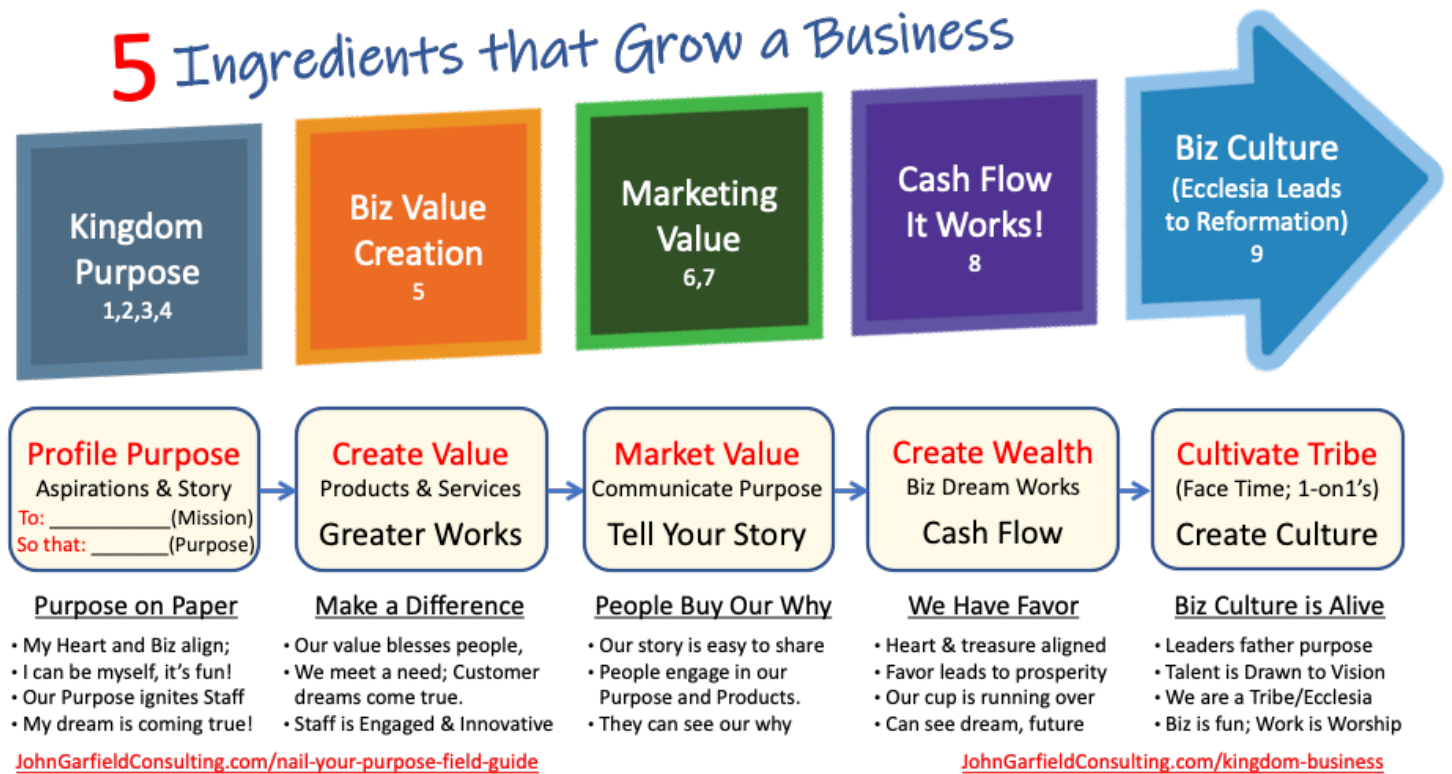 5 Ingredients that Grow a Business
Kingdom
Purpose
1,2,3,4
Biz Value
Creation
5
Marketing
Value
6,7
Cash Flow
It Works!
8
Biz Culture
(Ecclesia Leads
to Reformation)
9
Profile Purpose
Aspirations & Story
To: ___________(Mission)
So that: _______(Purpose)
Create Value
Products & Services
Greater Works
Market Value
Communicate Purpose
Tell Your Story
Create Wealth
Biz Dream Works
Cash Flow
Cultivate Tribe
(Face Time; 1-on1's)
Create Culture
Purpose on Paper
• My Heart and Biz align;
• I can be myself, it's fun!
• Our Purpose ignites Staff
• My dream is coming true!
Make a Difference
• Our value blesses people,
• We meet a need; Customer
dreams come true.
• Staff is Engaged & Innovative
People Buy Our Why
• Our story is easy to share
• People engage in our
Purpose and Products.
• They can see our why
We Have Favor
• Heart & treasure aligned
• Favor leads to prosperity
• Our cup is running over
• Can see dream, future
Biz Culture is Alive
• Leaders father purpose
• Talent is Drawn to Vision
• We are a Tribe/Ecclesia
• Biz is fun; Work is Worship
JohnGarfieldConsulting.com/nail-your-purpose-field-guide
JohnGarfieldConsulting.com/kingdom-business